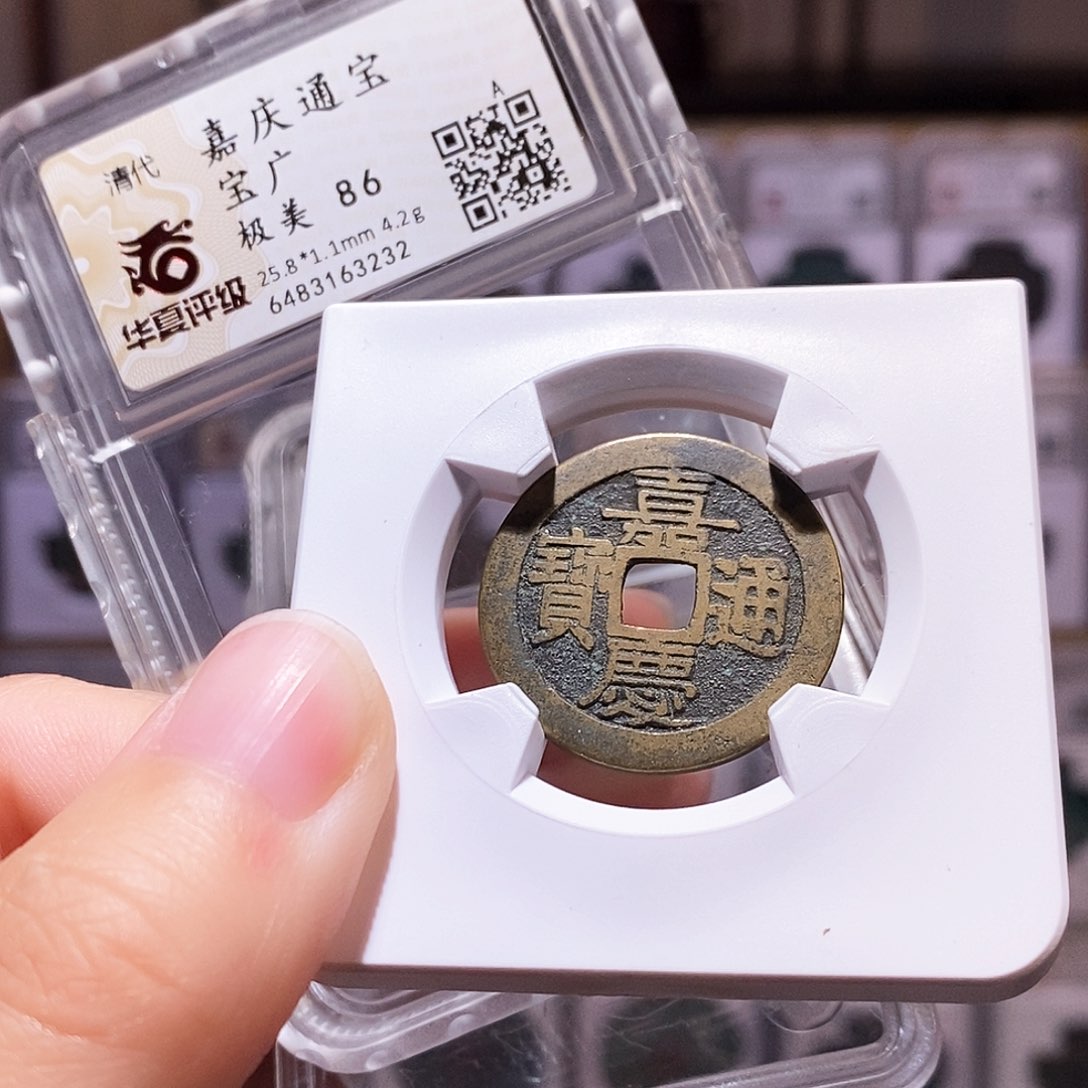 清代
嘉庆通宝
宝广
极美 86
25.8*1.1mm 4.2g
6483163232
华夏评级
A
嘉
慶
通
寶